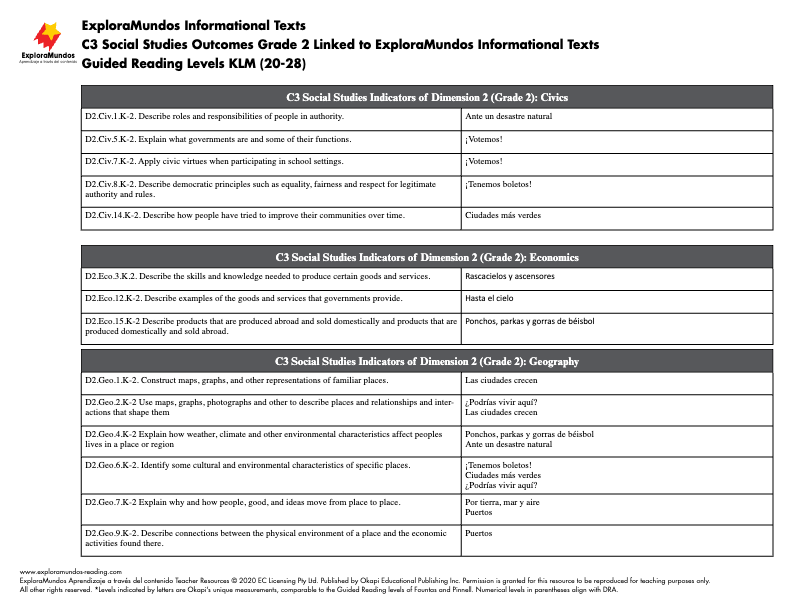 ExploraMundos Informational Texts
C3 Social Studies Outcomes Grade 2 Linked to ExploraMundos Informational Texts
Guided Reading Levels KLM (20-28)
ExploraMundos
Aprendizaje a través del contenido
C3 Social Studies Indicators of Dimension 2 (Grade 2): Civics
D2.Civ.1.K-2. Describe roles and responsibilities of people in authority.
Ante un desastre natural
D2.Civ.5.K-2. Explain what governments are and some of their functions.
¡Votemos!
D2.Civ.7.K-2. Apply civic virtues when participating in school settings.
¡Votemos!
D2.Civ.8.K-2. Describe democratic principles such as equality, fairness and respect for legitimate
authority and rules.
¡Tenemos boletos!
D2.Civ.14.K-2. Describe how people have tried to improve their communities over time.
Ciudades más verdes
C3 Social Studies Indicators of Dimension 2 (Grade 2): Economics
D2.Eco.3.K.2. Describe the skills and knowledge needed to produce certain goods and services.
Rascacielos y ascensores
D2.Eco.12.K-2. Describe examples of the goods and services that governments provide.
Hasta el cielo
D2.Eco.15.K-2 Describe products that are produced abroad and sold domestically and products that are
produced domestically and sold abroad.
Ponchos, parkas y gorras de béisbol
C3 Social Studies Indicators of Dimension 2 (Grade 2): Geography
D2.Geo.1.K-2. Construct maps, graphs, and other representations of familiar places.
Las ciudades crecen
D2.Geo.2.K-2 Use maps, graphs, photographs and other to describe places and relationships and inter-
actions that shape them
¿Podrías vivir aquí?
Las ciudades crecen
D2.Geo.4.K-2 Explain how weather, climate and other environmental characteristics affect peoples
lives in a place or region
Ponchos, parkas y gorras de béisbol
Ante un desastre natural
D2.Geo.6.K-2. Identify some cultural and environmental characteristics of specific places.
¡Tenemos boletos!
Ciudades más verdes
¿Podrías vivir aquí?
D2.Geo.7.K-2 Explain why and how people, good, and ideas move from place to place.
Por tierra, mar y aire
Puertos
D2.Geo.9.K-2. Describe connections between the physical environment of a place and the economic
activities found there.
Puertos
www.exploramundos-reading.com
ExploraMundos Aprendizaje a través del contenido Teacher Resources © 2020 EC Licensing Pty Ltd. Published by Okapi Educational Publishing Inc. Permission is granted for this resource to be reproduced for teaching purposes only.
All other rights reserved. *Levels indicated by letters are Okapi's unique measurements, comparable to the Guided Reading levels of Fountas and Pinnell. Numerical levels in parentheses align with DRA.